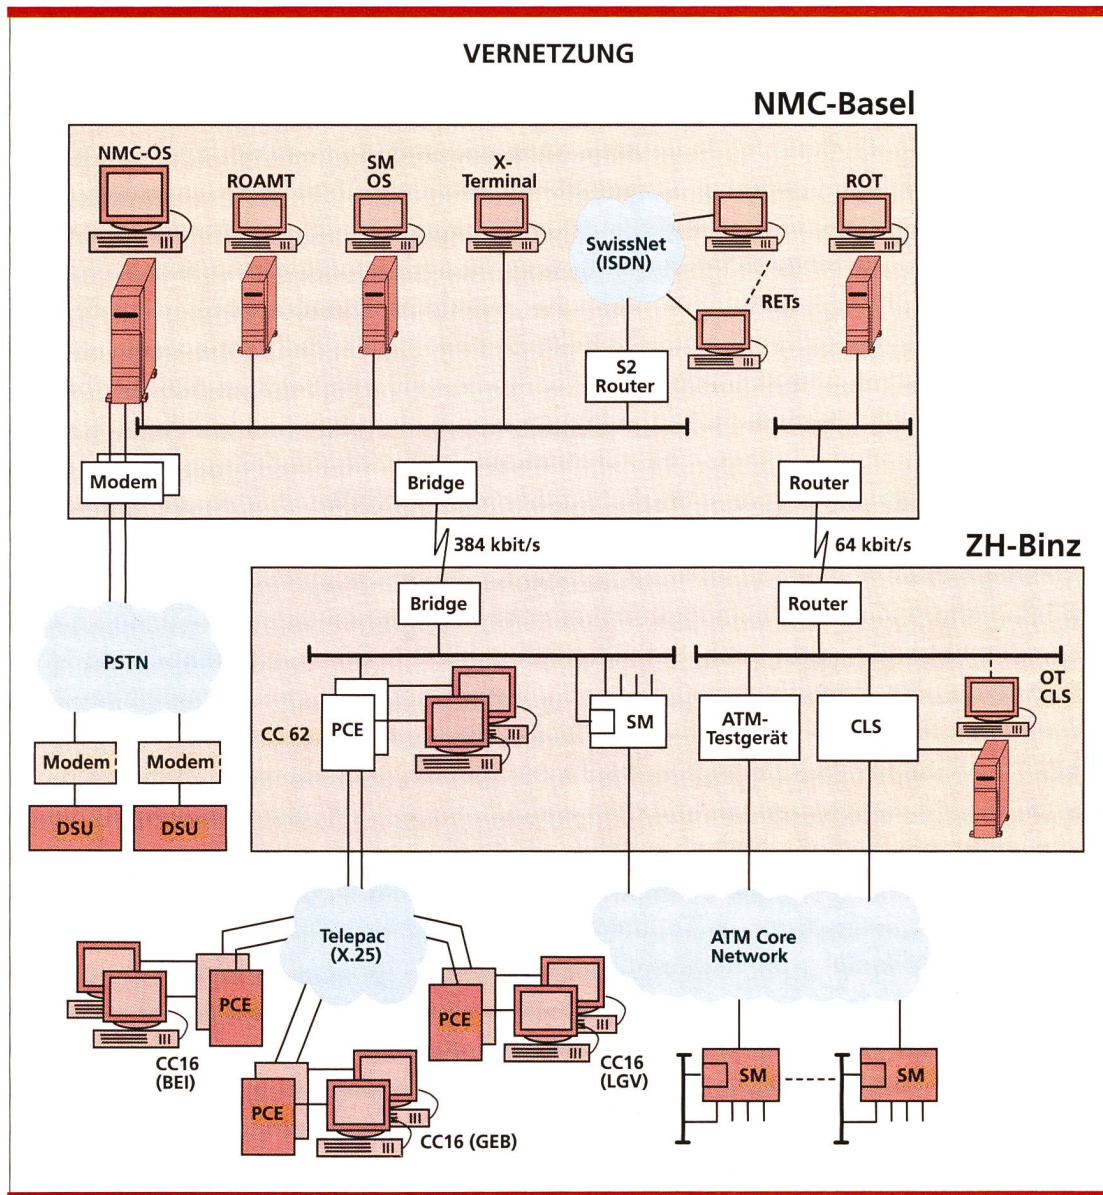 VERNETZUNG
NMC-Basel
NMC-OS
ROAMT
SM
OS
X-
Terminal
SwissNet
(ISDN)
RETs
ROT
S2
Router
Modem
Bridge
Router
384 kbit/s
64 kbit/s
ZH-Binz
Bridge
Router
PSTN
CC 62
PCE
SM
ATM-
Testgerät
CLS
OT
CLS
Modem
Modem
DSU
DSU
Telepac
(X.25)
ATM Core
Network
PCE
CC16
(BEI)
PCE
CC16 (GEB)
PCE
CC16
(LGV)
SM
SM